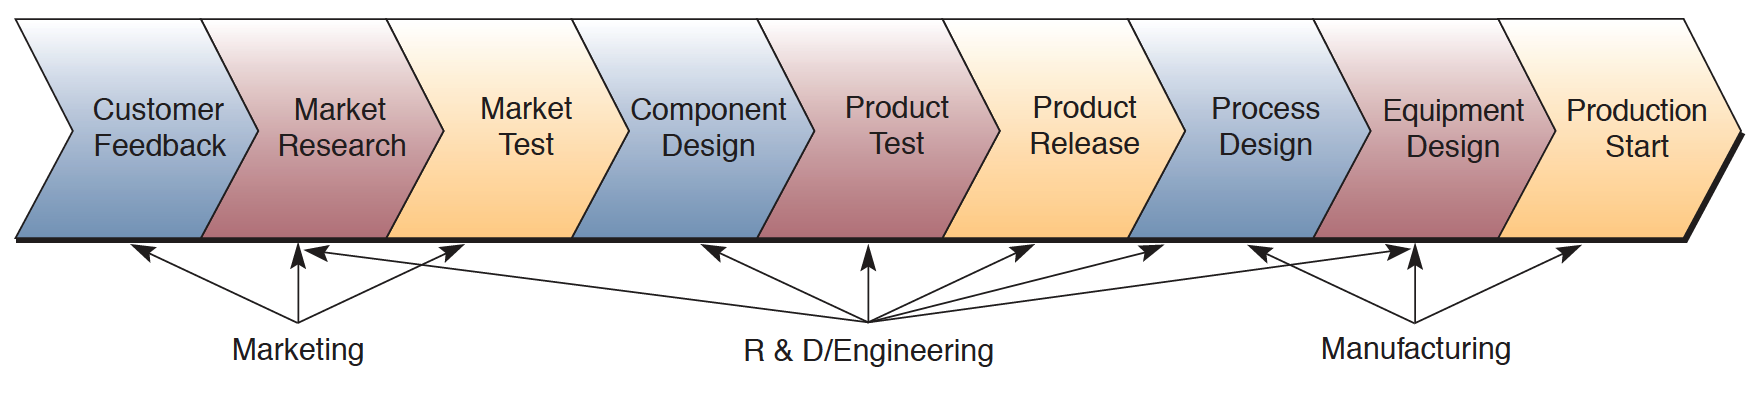 Customer
Feedback
Market
Research
Market
Test
Component
Design
Product
Test
Product
Release
Process
Design
Equipment
Design
Production
Start
Marketing
R & D/Engineering
Manufacturing